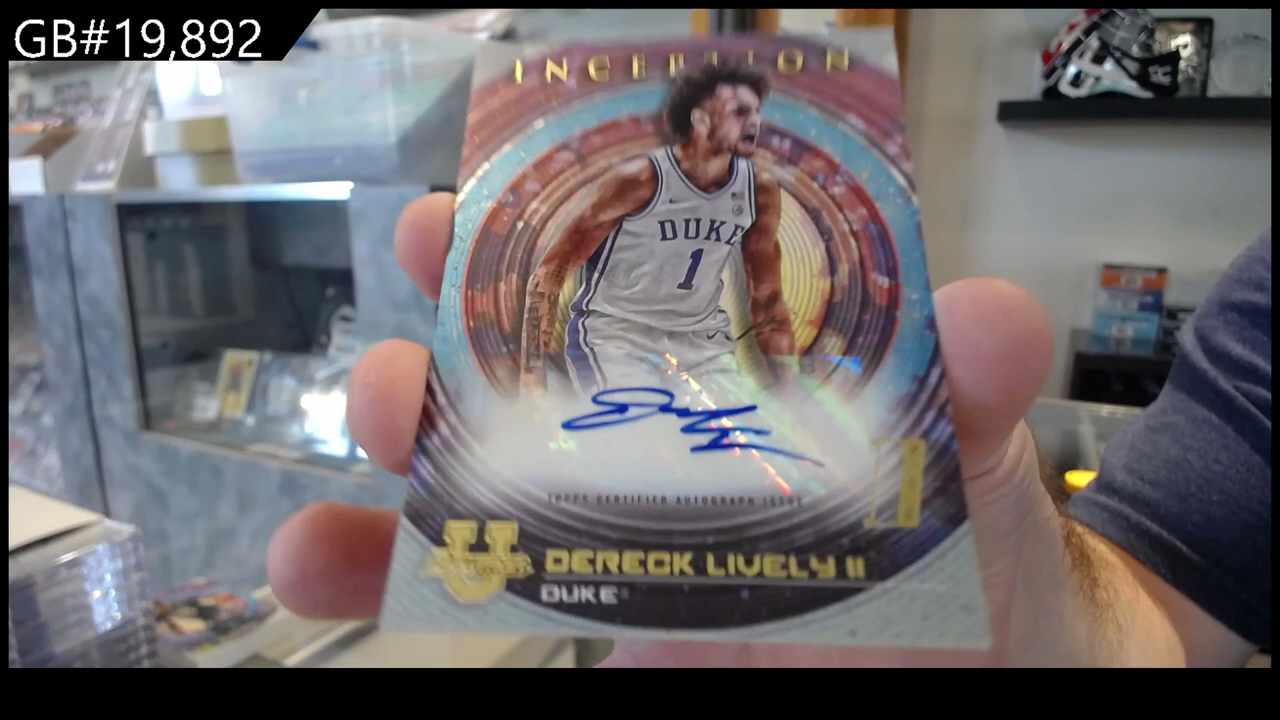 GB#19,892
INCEPTION
DUKE
1
TOPPS CERTIFIED AUTOGRAPH ISSUE
U
DERECK LIVELY II
DUKE